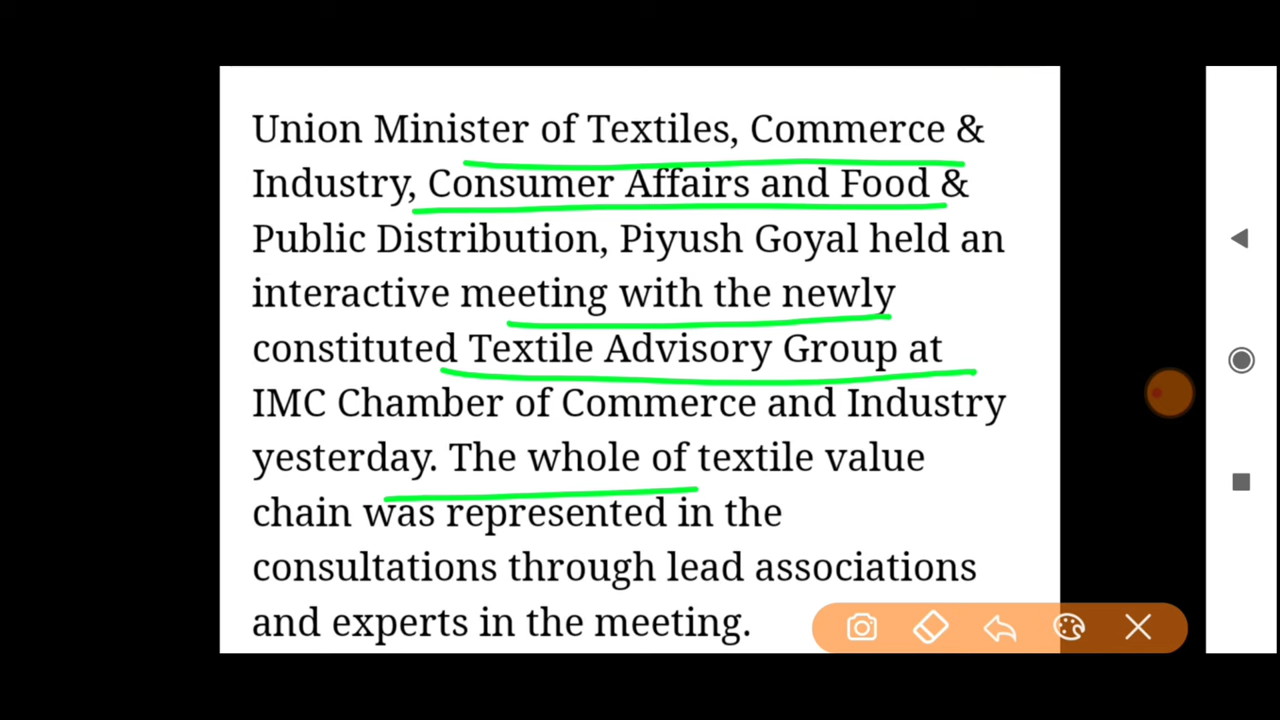 Union Minister of Textiles, Commerce &
Industry, Consumer Affairs and Food &
Public Distribution, Piyush Goyal held an
interactive meeting with the newly
constituted Textile Advisory Group at
IMC Chamber of Commerce and Industry
yesterday. The whole of textile value
chain was represented in the
consultations through lead associations
and experts in the meeting.